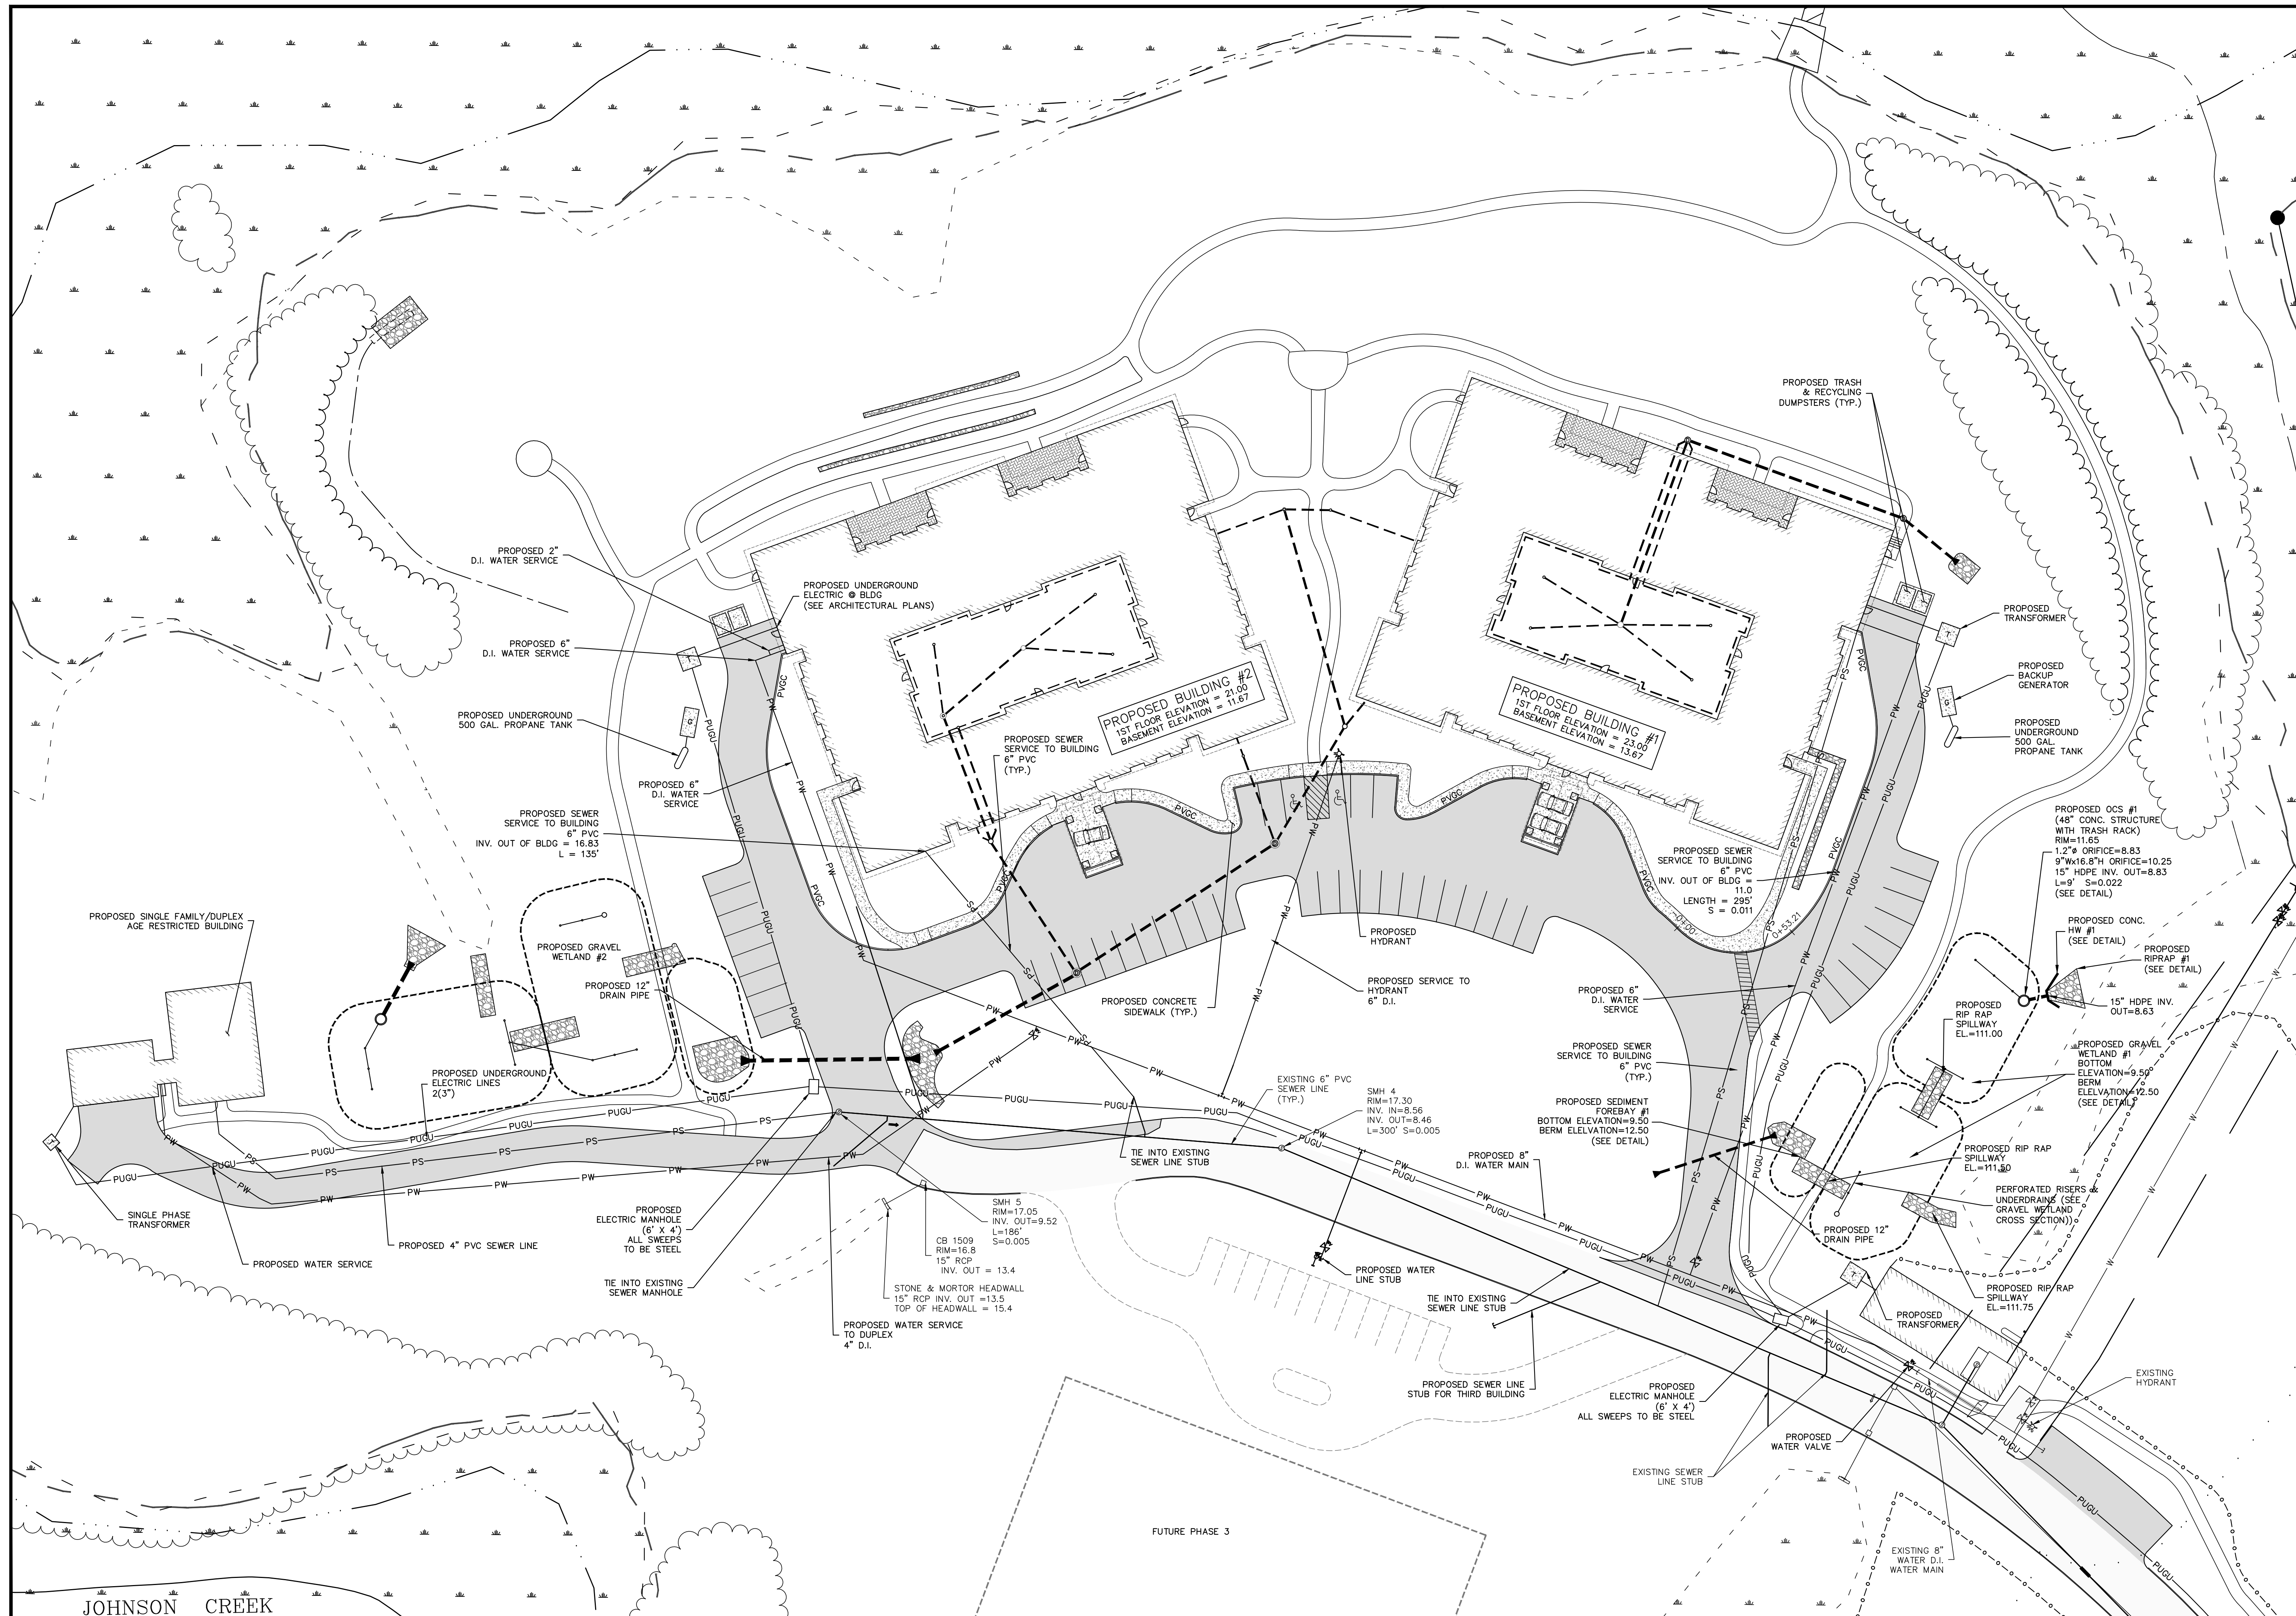 PROPOSED TRASH
& RECYCLING
DUMPSTERS (TYP.)
PROPOSED 2"
D.I. WATER SERVICE
PROPOSED UNDERGROUND
ELECTRIC @ BLDG
(SEE ARCHITECTURAL PLANS)
PROPOSED 6"
D.I. WATER SERVICE
PROPOSED UNDERGROUND
500 GAL. PROPANE TANK
PROPOSED 6"
D.I. WATER
SERVICE
PROPOSED SEWER
SERVICE TO BUILDING
6" PVC
INV. OUT OF BLDG = 16.83
L = 135'
PROPOSED BUILDING #2
1ST FLOOR ELEVATION = 21.00
BASEMENT ELEVATION = 11.67
PROPOSED SEWER
SERVICE TO BUILDING
6" PVC
(TYP.)
PROPOSED BUILDING #1
1ST FLOOR ELEVATION = 23.00
BASEMENT ELEVATION = 13.67
PROPOSED
TRANSFORMER
PROPOSED
BACKUP
GENERATOR
PROPOSED
UNDERGROUND
500 GAL.
PROPANE TANK
PROPOSED OCS #1
(48" CONC. STRUCTURE
WITH TRASH RACK)
RIM=11.65
1.2"ø ORIFICE=8.83
9"Wx16.8"H ORIFICE=10.25
15" HDPE INV. OUT=8.83
L=9' S=0.022
(SEE DETAIL)
PROPOSED SEWER
SERVICE TO BUILDING
6" PVC
INV. OUT OF BLDG =
11.0
LENGTH = 295'
S = 0.011
0+00
0+53.21
PROPOSED CONC.
HW #1
(SEE DETAIL)
PROPOSED
RIPRAP #1
(SEE DETAIL)
15" HDPE INV.
OUT=8.63
PROPOSED SINGLE FAMILY/DUPLEX
AGE RESTRICTED BUILDING
PROPOSED GRAVEL
WETLAND #2
PROPOSED 12"
DRAIN PIPE
PROPOSED
HYDRANT
PROPOSED SERVICE TO
HYDRANT
6" D.I.
PROPOSED CONCRETE
SIDEWALK (TYP.)
PROPOSED 6"
D.I. WATER
SERVICE
PROPOSED
RIP RAP
SPILLWAY
EL.=111.00
PROPOSED GRAVEL
WETLAND #1
BOTTOM
ELEVATION=9.50
BERM
ELELVATION=12.50
(SEE DETAIL)
PROPOSED UNDERGROUND
ELECTRIC LINES
2(3")
EXISTING 6" PVC
SEWER LINE
(TYP.)
SMH 4
RIM=17.30
INV. IN=8.56
INV. OUT=8.46
L=300' S=0.005
PROPOSED SEWER
SERVICE TO BUILDING
6" PVC
(TYP.)
PROPOSED SEDIMENT
FOREBAY #1
BOTTOM ELEVATION=9.50
BERM ELELVATION=12.50
(SEE DETAIL)
TIE INTO EXISTING
SEWER LINE STUB
PROPOSED 8"
D.I. WATER MAIN
PROPOSED RIP RAP
SPILLWAY
EL.=111.50
PERFORATED RISERS &
UNDERDRAINS (SEE
GRAVEL WETLAND
CROSS SECTION))
SINGLE PHASE
TRANSFORMER
PROPOSED 4" PVC SEWER LINE
PROPOSED WATER SERVICE
PROPOSED
ELECTRIC MANHOLE
(6' X 4')
ALL SWEEPS
TO BE STEEL
TIE INTO EXISTING
SEWER MANHOLE
SMH 5
RIM=17.05
INV. OUT=9.52
L=186'
S=0.005
CB 1509
RIM=16.8
15" RCP
INV. OUT = 13.4
STONE & MORTOR HEADWALL
15" RCP INV. OUT =13.5
TOP OF HEADWALL = 15.4
PROPOSED WATER SERVICE
TO DUPLEX
4" D.I.
PROPOSED WATER
LINE STUB
TIE INTO EXISTING
SEWER LINE STUB
PROPOSED 12"
DRAIN PIPE
PROPOSED RIP RAP
SPILLWAY
EL.=111.75
PROPOSED
TRANSFORMER
PROPOSED SEWER LINE
STUB FOR THIRD BUILDING
PROPOSED
ELECTRIC MANHOLE
(6' X 4')
ALL SWEEPS TO BE STEEL
EXISTING
HYDRANT
PROPOSED
WATER VALVE
EXISTING SEWER
LINE STUB
FUTURE PHASE 3
EXISTING 8"
WATER D.I.
WATER MAIN
JOHNSON CREEK